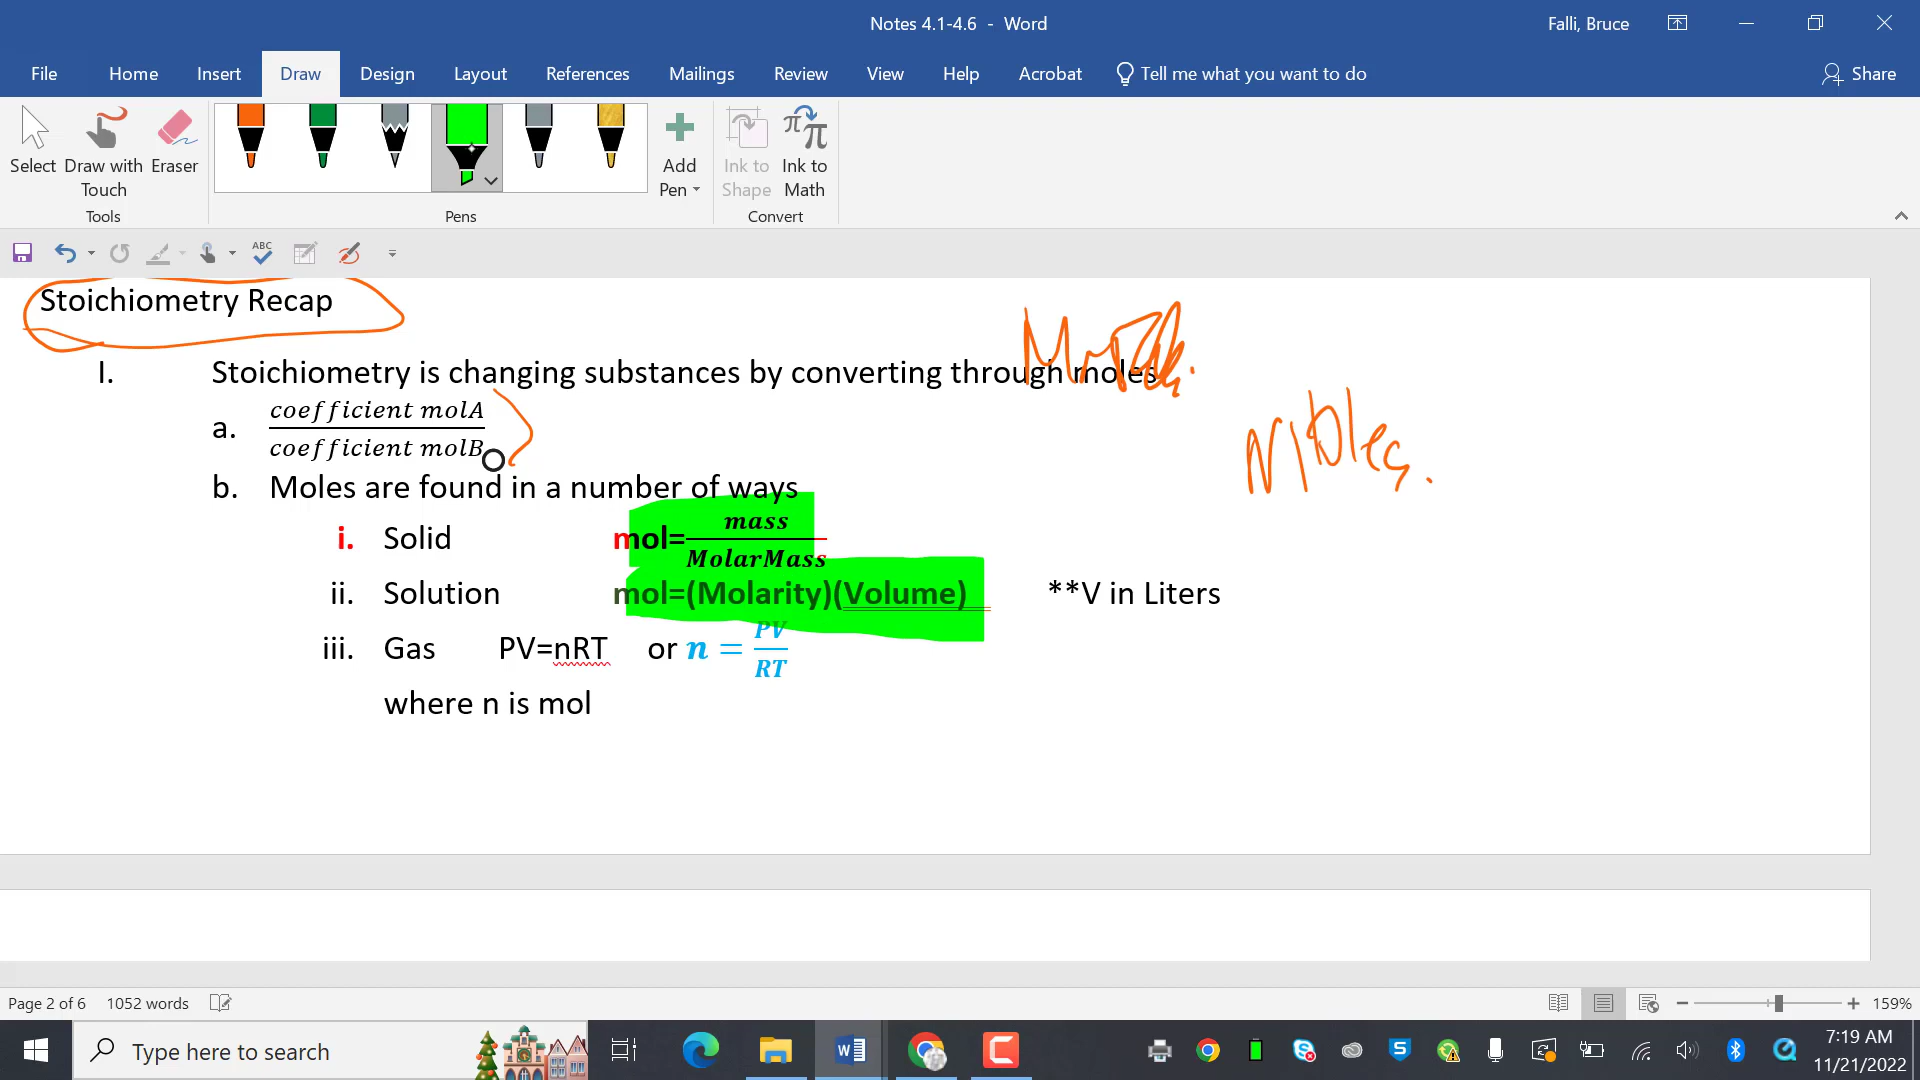 Notes 4.1-4.6 - Word
Falli, Bruce
File Home Insert Draw Design Layout References Mailings Review View Help Acrobat Tell me what you want to do Share
Select Draw with Touch Eraser
Add Pen
Ink to Shape Ink to Math
Tools Pens Convert
ABC
Stoichiometry Recap
I. Stoichiometry is changing substances by converting through moles
a. coefficient molA
coefficient molB
Moles.
b. Moles are found in a number of ways
i. Solid mol=mass
MolarMass
ii. Solution mol=(Molarity)(Volume) **V in Liters
iii. Gas PV=nRT or n = PV
RT
where n is mol
Page 2 of 6 1052 words 159%
Type here to search
7:19 AM
11/21/2022